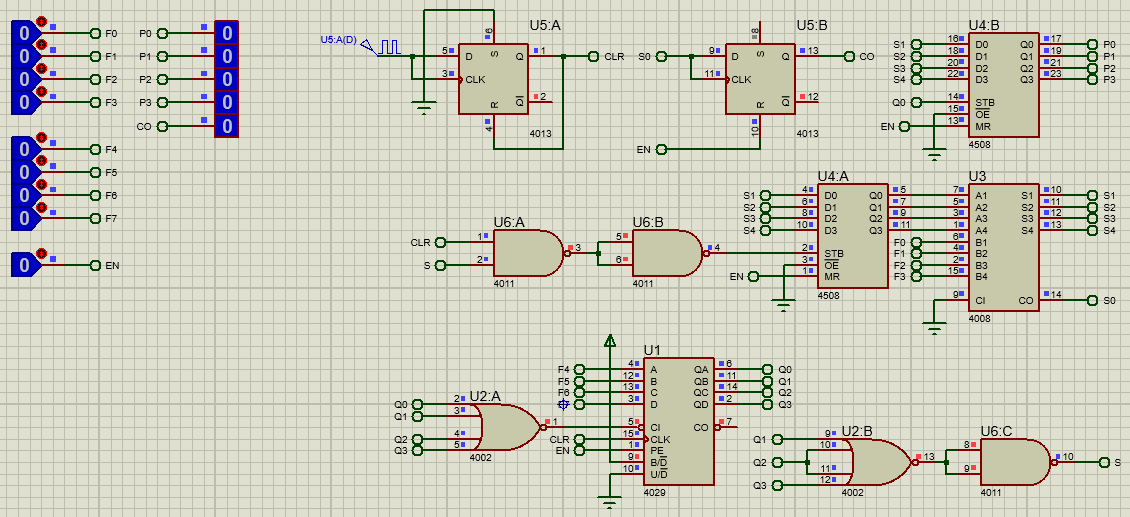 0 F0
0 F1
0 F2
0 F3
0 F4
0 F5
0 F6
0 F7
0 EN
P0 0
P1 0
P2 0
P3 0
CO 0
U5:A(D)
U5:A
5 D S 6 Q 1 CLR
3 CLK
R 4 Q 2
4013
U5:B
S0 9 D S 8 Q 13 CO
11 CLK
R 10 Q 12
EN
4013
U4:B
S1 16 D0 Q0 17 P0
S2 18 D1 Q1 19 P1
S3 20 D2 Q2 21 P2
S4 22 D3 Q3 23 P3
Q0 14 STB
15 OE
EN 13 MR
4508
U6:A
CLR 1 3
S 2
4011
U6:B
5 4
6
4011
U4:A
S1 4 D0 Q0 5
S2 6 D1 Q1 7
S3 8 D2 Q2 9
S4 10 D3 Q3 11
2 STB
3 OE
EN 1 MR
4508
U3
7 A1 S1 10 S1
5 A2 S2 11 S2
3 A3 S3 12 S3
1 A4 S4 13 S4
F0 6 B1
F1 4 B2
F2 2 B3
F3 15 B4
9 CI CO 14 S0
4008
U2:A
Q0 2
Q1 3 1
Q2 4
Q3 5
4002
U1
F4 4 A QA 6 Q0
F5 12 B QB 11 Q1
F6 13 C QC 14 Q2
3 D QD 2 Q3
5 CI CO 7
CLR 15 CLK
EN 1 PE
9 B/D
10 U/D
4029
U2:B
Q1 9
10 13
Q2 11
Q3 12
4002
U6:C
8 10 S
9
4011